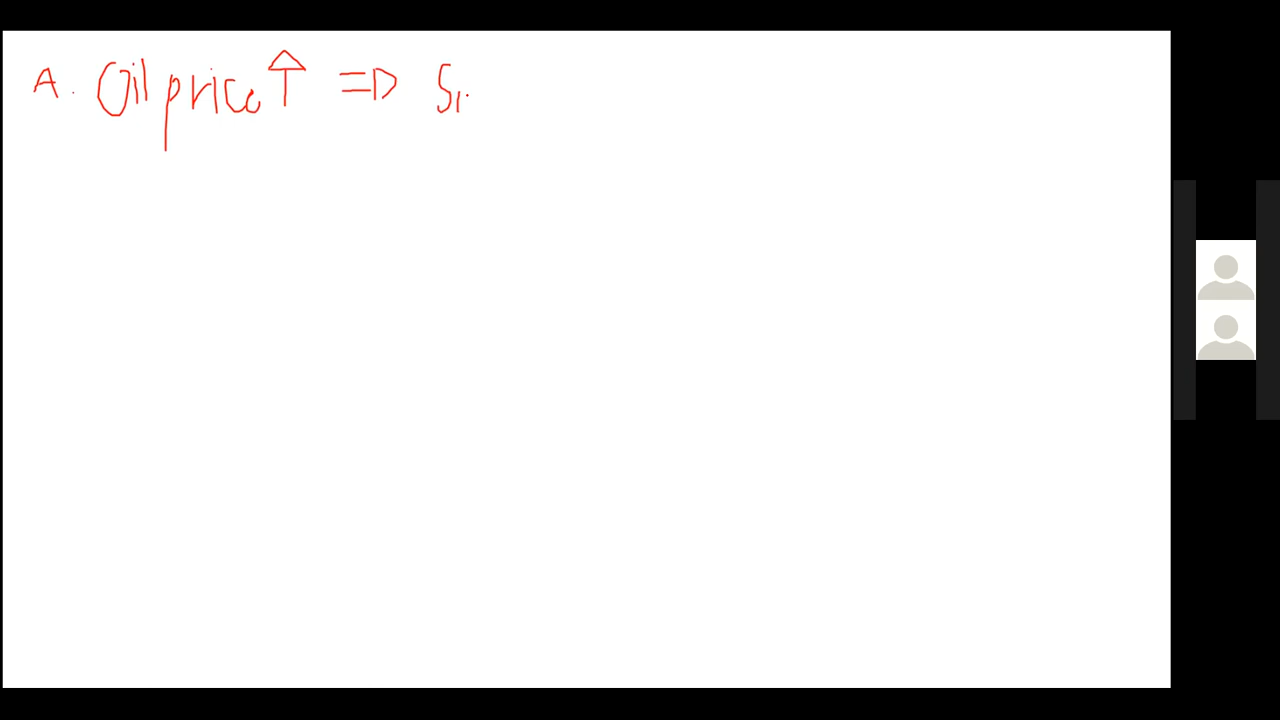 A. Oil price ↑ ⇒ S